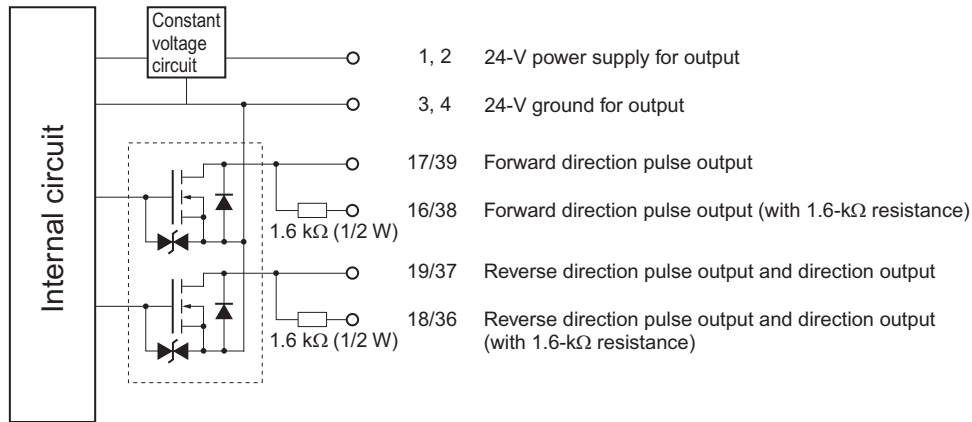 Constant
voltage
circuit
1, 2 24-V power supply for output
3, 4 24-V ground for output
Internal circuit
17/39 Forward direction pulse output
16/38 Forward direction pulse output (with 1.6-kΩ resistance)
1.6 kΩ (1/2 W)
19/37 Reverse direction pulse output and direction output
18/36 Reverse direction pulse output and direction output
(with 1.6-kΩ resistance)
1.6 kΩ (1/2 W)